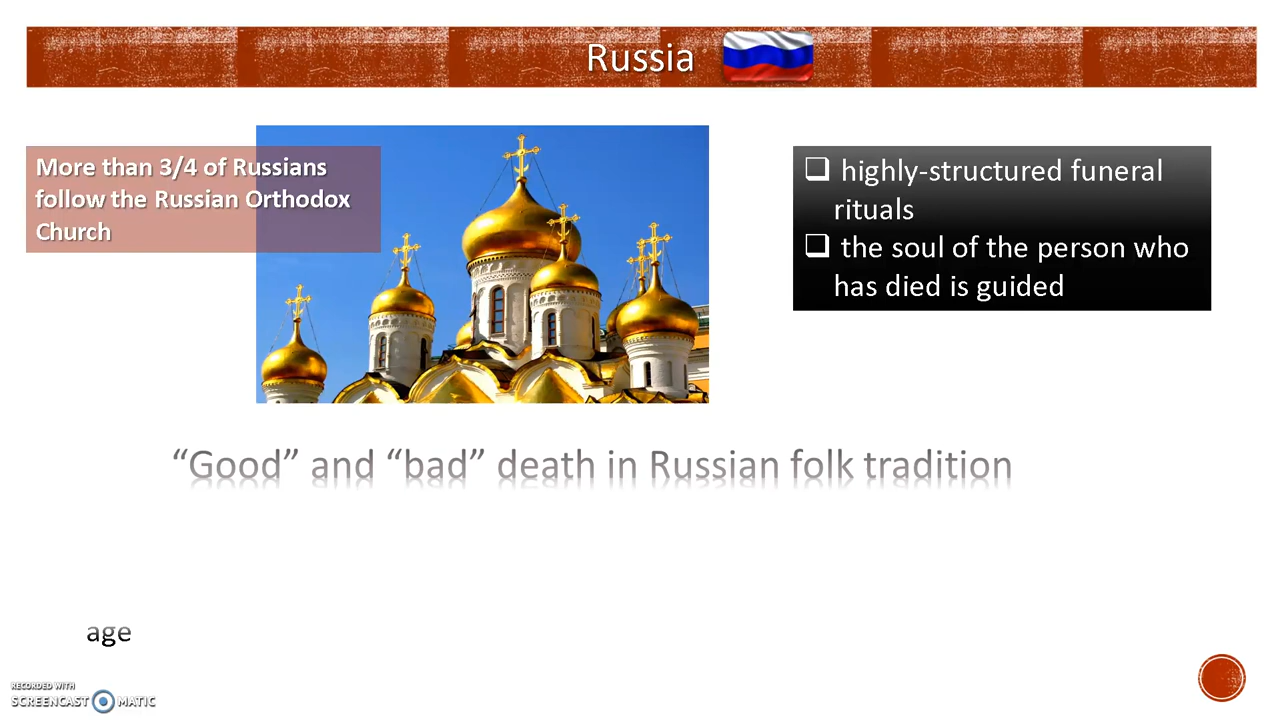 Russia
More than 3/4 of Russians
follow the Russian Orthodox
Church
highly-structured funeral
rituals
the soul of the person who
has died is guided
“Good” and “bad” death in Russian folk tradition
age
RECORDED WITH
SCREENCAST MATIC